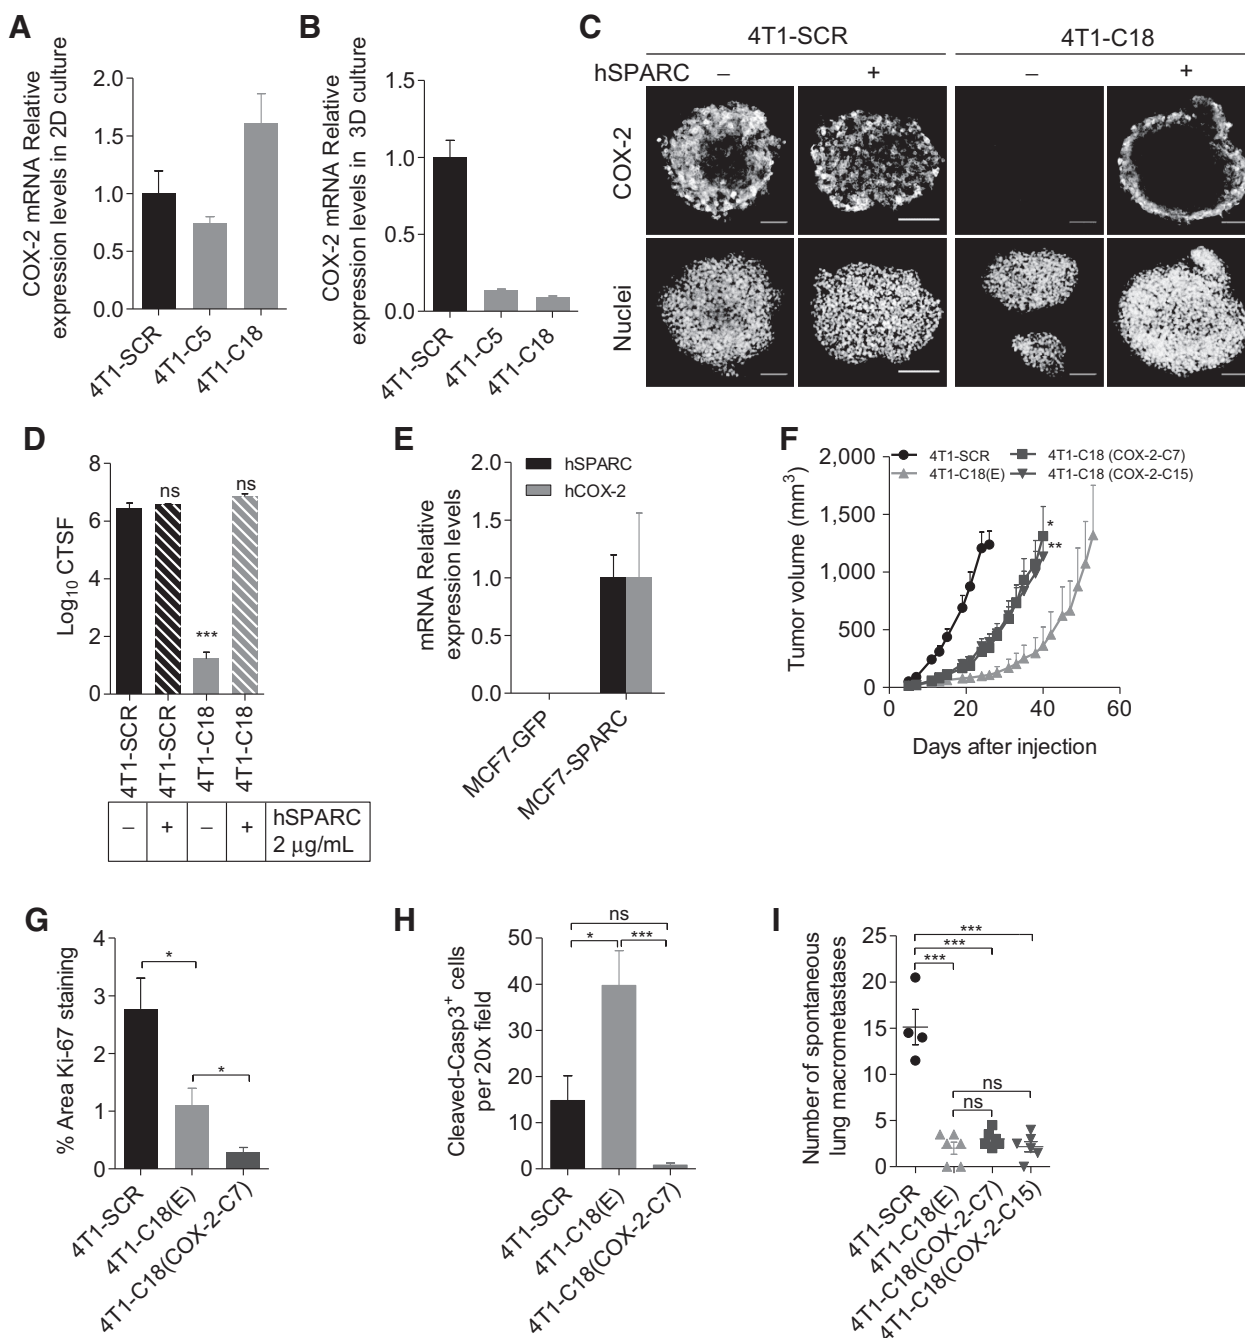 A
COX-2 mRNA Relative
expression levels in 2D culture
2.0
1.5
1.0
0.5
0.0
4T1-SCR
4T1-C5
4T1-C18
B
COX-2 mRNA Relative
expression levels in 3D culture
1.5
1.0
0.5
0.0
4T1-SCR
4T1-C5
4T1-C18
C
4T1-SCR 4T1-C18
hSPARC – + – +
COX-2
Nuclei
D
Log10 CTSF
8
6
4
2
0
ns
***
ns
4T1-SCR
4T1-SCR
4T1-C18
4T1-C18
– + – + hSPARC
2 μg/mL
E
mRNA Relative
expression levels
hSPARC
hCOX-2
2.0
1.5
1.0
0.5
0.0
MCF7-GFP
MCF7-SPARC
F
Tumor volume (mm3)
2,000
1,500
1,000
500
0
4T1-SCR
4T1-C18(E)
4T1-C18 (COX-2-C7)
4T1-C18 (COX-2-C15)
*
**
0 20 40 60
Days after injection
G
% Area Ki-67 staining
4
3
2
1
0
*
*
4T1-SCR
4T1-C18(E)
4T1-C18(COX-2-C7)
H
Cleaved-Casp3+ cells
per 20x field
50
40
30
20
10
0
ns
* ***
4T1-SCR
4T1-C18(E)
4T1-C18(COX-2-C7)
I
Number of spontaneous
lung macrometastases
25
20
15
10
5
0
***
***
***
ns
ns
4T1-SCR
4T1-C18(E)
4T1-C18(COX-2-C7)
4T1-C18(COX-2-C15)